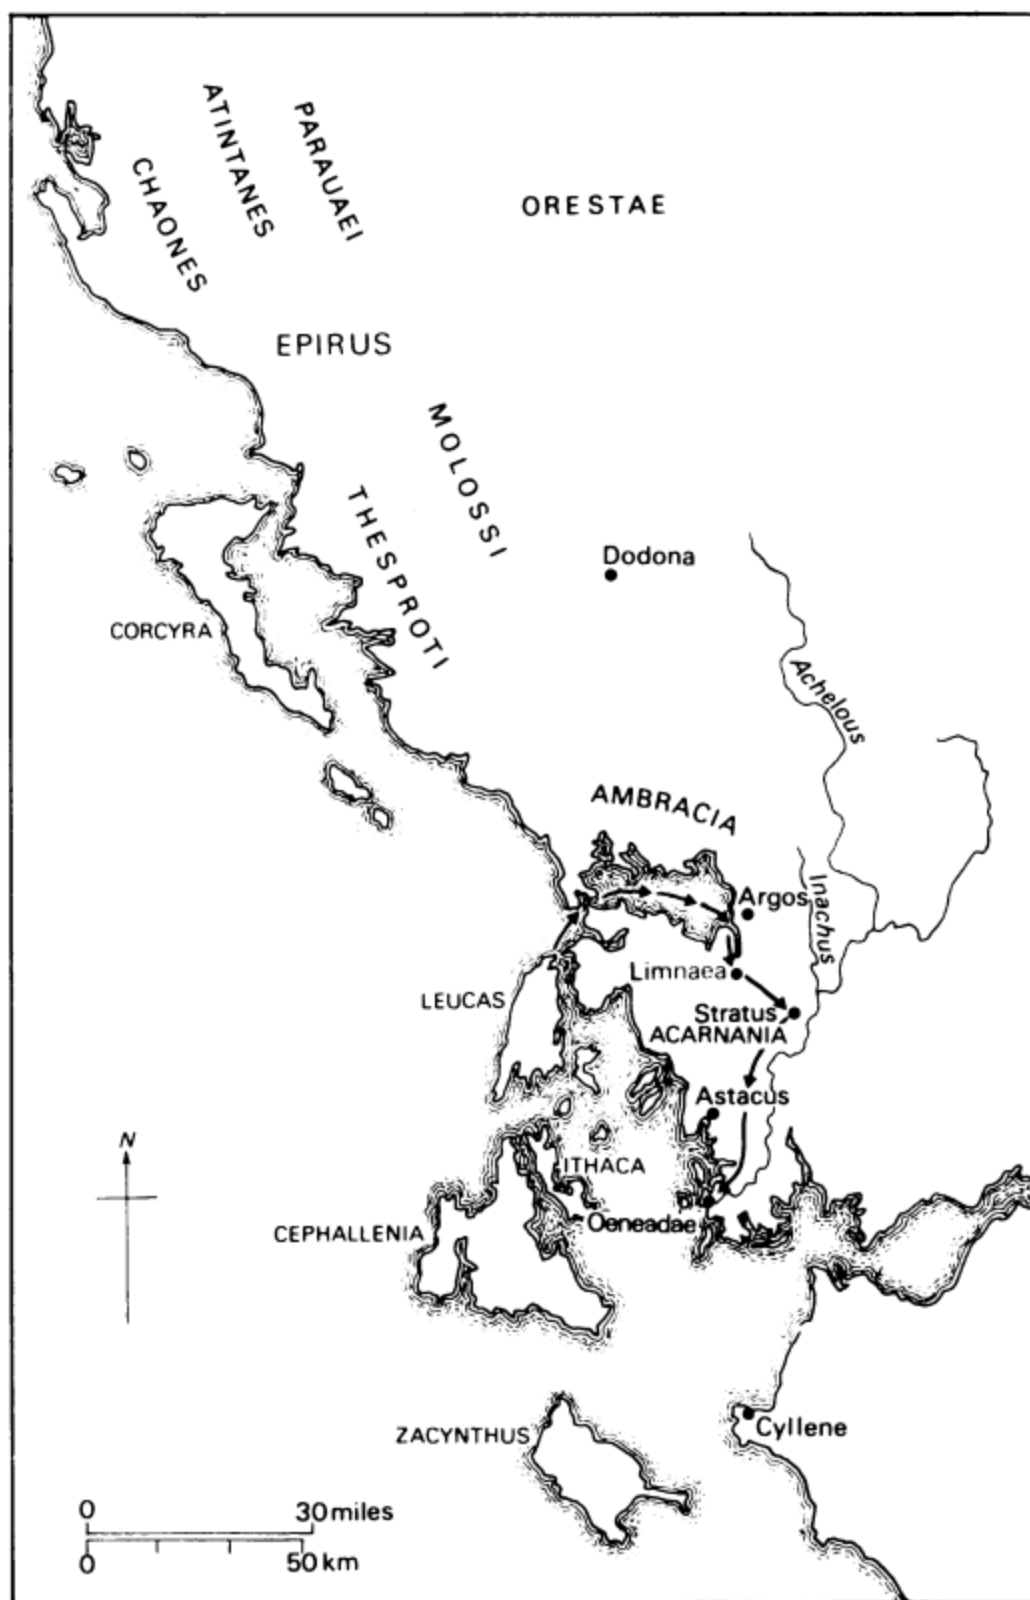 ATINTANES
PARAUAEI
CHAONES
ORESTAE
EPIRUS
MOLOSSI
THESPROTI
Dodona
CORCYRA
Achelous
AMBRACIA
Argos
Inachus
Limnaea
LEUCAS
Stratus
ACARNANIA
Astacus
N
ITHACA
Oeneadae
CEPHALLENIA
ZACYNTHUS
Cyllene
0 30 miles
0 50 km